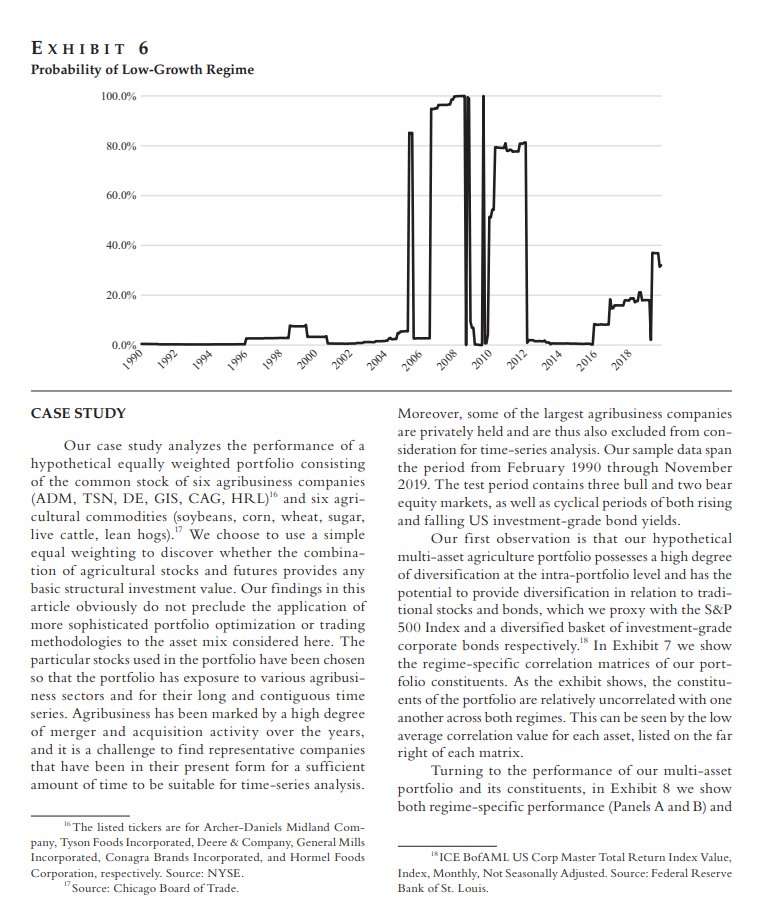 EXHIBIT 6
Probability of Low-Growth Regime
100.0%
80.0%
60.0%
40.0%
20.0%
0.0%
1990
1992
1994
1996
1998
2000
2002
2004
2006
2008
2010
2012
2014
2016
2018
CASE STUDY
Our case study analyzes the performance of a
hypothetical equally weighted portfolio consisting
of the common stock of six agribusiness companies
(ADM, TSN, DE, GIS, CAG, HRL)16 and six agri-
cultural commodities (soybeans, corn, wheat, sugar,
live cattle, lean hogs).17 We choose to use a simple
equal weighting to discover whether the combina-
tion of agricultural stocks and futures provides any
basic structural investment value. Our findings in this
article obviously do not preclude the application of
more sophisticated portfolio optimization or trading
methodologies to the asset mix considered here. The
particular stocks used in the portfolio have been chosen
so that the portfolio has exposure to various agribusi-
ness sectors and for their long and contiguous time
series. Agribusiness has been marked by a high degree
of merger and acquisition activity over the years,
and it is a challenge to find representative companies
that have been in their present form for a sufficient
amount of time to be suitable for time-series analysis.
16 The listed tickers are for Archer-Daniels Midland Com-
pany, Tyson Foods Incorporated, Deere & Company, General Mills
Incorporated, Conagra Brands Incorporated, and Hormel Foods
Corporation, respectively. Source: NYSE.
17 Source: Chicago Board of Trade.
Moreover, some of the largest agribusiness companies
are privately held and are thus also excluded from con-
sideration for time-series analysis. Our sample data span
the period from February 1990 through November
2019. The test period contains three bull and two bear
equity markets, as well as cyclical periods of both rising
and falling US investment-grade bond yields.
Our first observation is that our hypothetical
multi-asset agriculture portfolio possesses a high degree
of diversification at the intra-portfolio level and has the
potential to provide diversification in relation to tradi-
tional stocks and bonds, which we proxy with the S&P
500 Index and a diversified basket of investment-grade
corporate bonds respectively.18 In Exhibit 7 we show
the regime-specific correlation matrices of our port-
folio constituents. As the exhibit shows, the constitu-
ents of the portfolio are relatively uncorrelated with one
another across both regimes. This can be seen by the low
average correlation value for each asset, listed on the far
right of each matrix.
Turning to the performance of our multi-asset
portfolio and its constituents, in Exhibit 8 we show
both regime-specific performance (Panels A and B) and
18 ICE BofAML US Corp Master Total Return Index Value,
Index, Monthly, Not Seasonally Adjusted. Source: Federal Reserve
Bank of St. Louis.